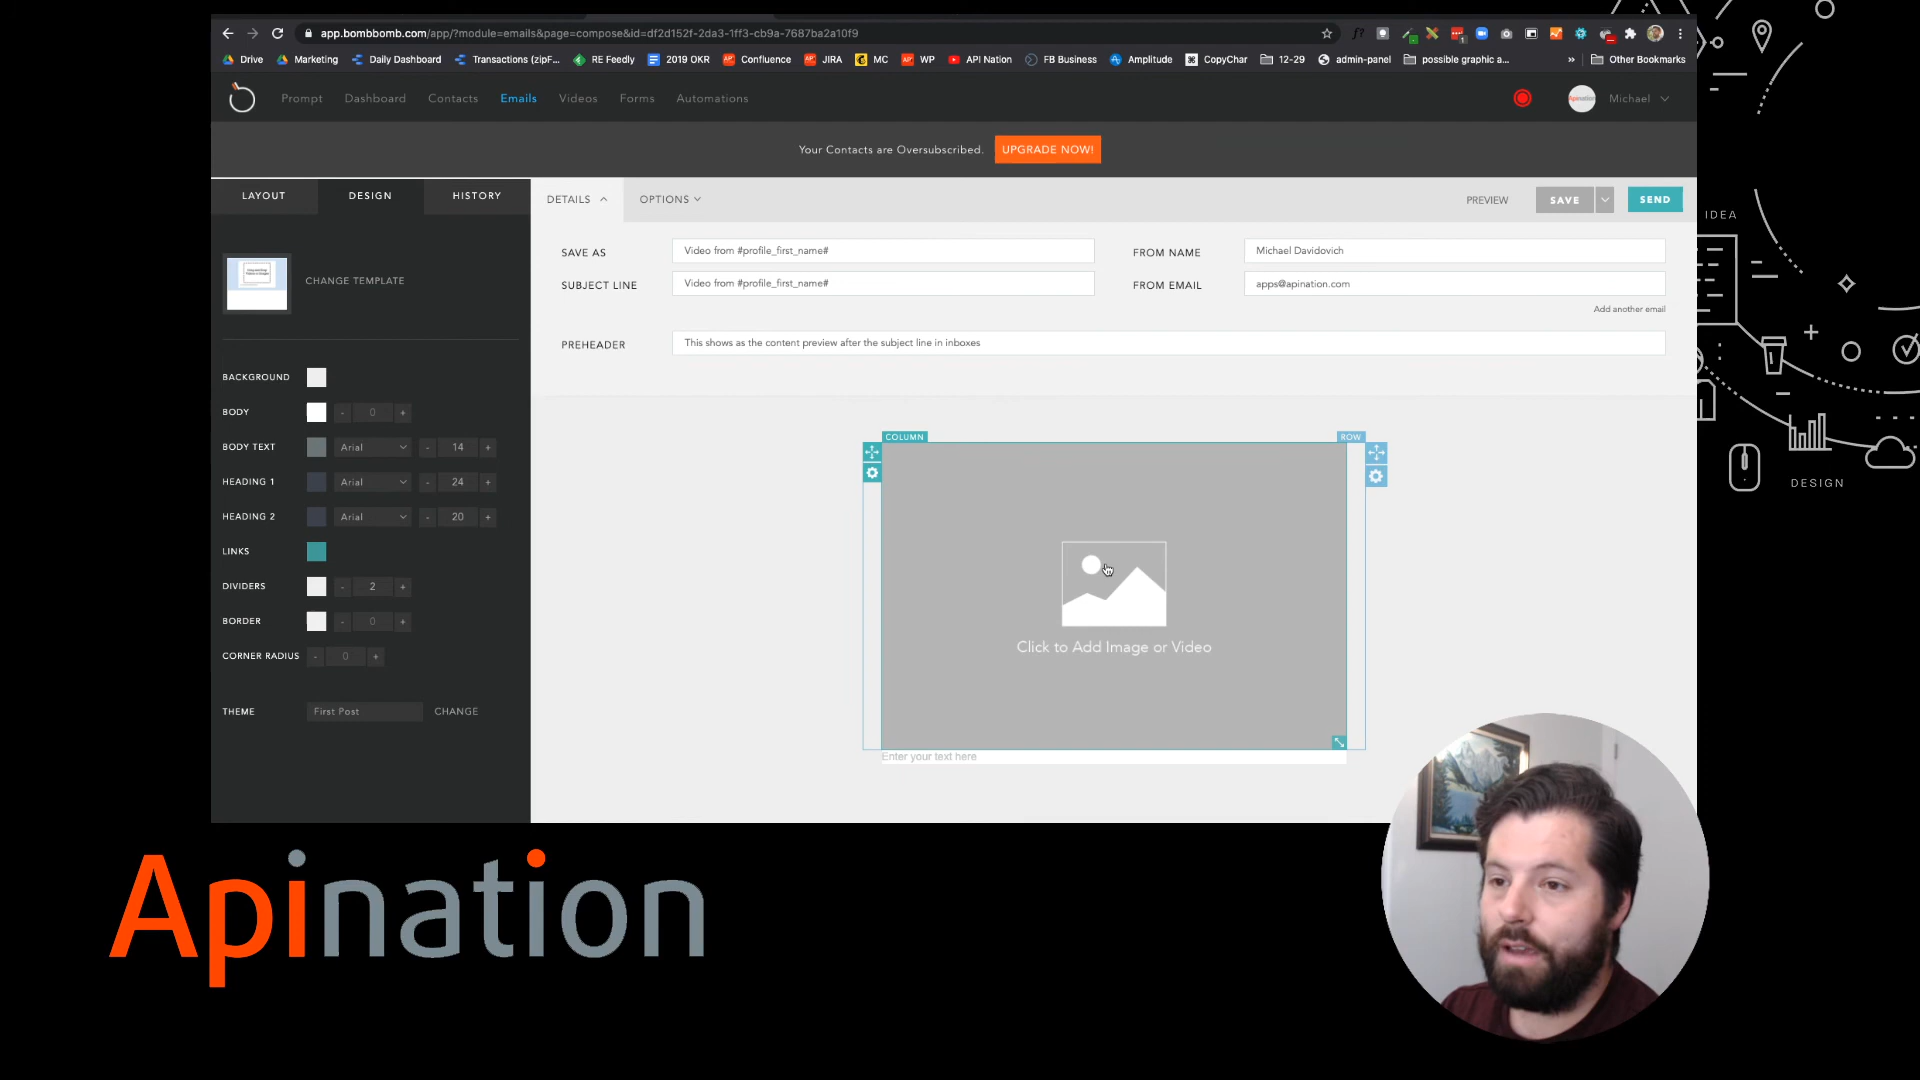 app.bombbomb.com/app/?module=emails&page=compose&id=df2d152f-2da3-1ff3-cb9a-7687ba2a10f9
Drive Marketing Daily Dashboard Transactions (zipF... RE Feedly 2019 OKR Confluence JIRA MC WP API Nation FB Business Amplitude CopyChar 12-29 admin-panel possible graphic a... » Other Bookmarks
Prompt Dashboard Contacts Emails Videos Forms Automations Michael
Your Contacts are Oversubscribed. UPGRADE NOW!
LAYOUT DESIGN HISTORY DETAILS OPTIONS PREVIEW SAVE SEND
IDEA
SAVE AS Video from #profile_first_name# FROM NAME Michael Davidovich
CHANGE TEMPLATE SUBJECT LINE Video from #profile_first_name# FROM EMAIL apps@apination.com
Add another email
PREHEADER This shows as the content preview after the subject line in inboxes
BACKGROUND
BODY - 0 +
BODY TEXT Arial - 14 +
HEADING 1 Arial - 24 +
HEADING 2 Arial - 20 +
LINKS
DIVIDERS - 2 +
BORDER - 0 +
CORNER RADIUS - 0 +
THEME First Post CHANGE
COLUMN ROW
Click to Add Image or Video
Enter your text here
DESIGN
Apination